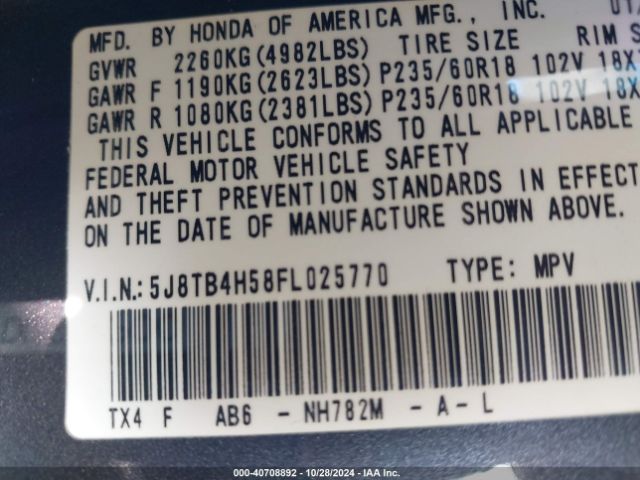 MFD. BY HONDA OF AMERICA MFG., INC.
GVWR 2260KG(4982LBS) TIRE SIZE RIM S
GAWR F 1190KG(2623LBS) P235/60R18 102V 18X
GAWR R 1080KG(2381LBS) P235/60R18 102V 18X
THIS VEHICLE CONFORMS TO ALL APPLICABLE
FEDERAL MOTOR VEHICLE SAFETY
AND THEFT PREVENTION STANDARDS IN EFFECT
ON THE DATE OF MANUFACTURE SHOWN ABOVE.
V.I.N.: 5J8TB4H58FL025770 TYPE: MPV
TX4 F AB6 - NH782M - A - L
000-40708892 - 10/28/2024 - IAA Inc.